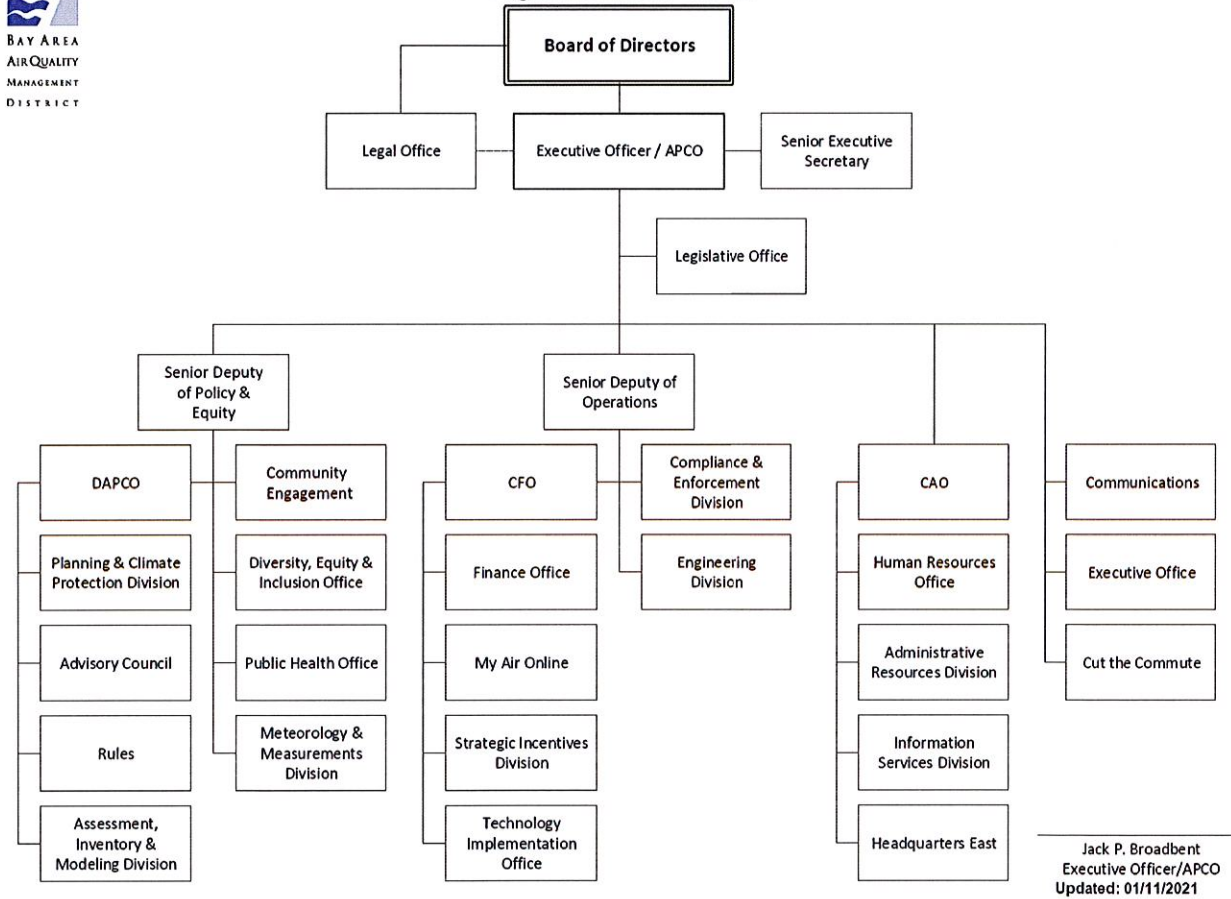 BAY AREA
AIR QUALITY
MANAGEMENT
DISTRICT
Board of Directors
Legal Office
Executive Officer / APCO
Senior Executive
Secretary
Legislative Office
Senior Deputy
of Policy &
Equity
Senior Deputy of
Operations
DAPCO
Community
Engagement
CFO
Compliance &
Enforcement
Division
CAO
Communications
Planning & Climate
Protection Division
Diversity, Equity &
Inclusion Office
Finance Office
Engineering
Division
Human Resources
Office
Executive Office
Advisory Council
Public Health Office
My Air Online
Administrative
Resources Division
Cut the Commute
Rules
Meteorology &
Measurements
Division
Strategic Incentives
Division
Information
Services Division
Assessment,
Inventory &
Modeling Division
Technology
Implementation
Office
Headquarters East
Jack P. Broadbent
Executive Officer/APCO
Updated: 01/11/2021